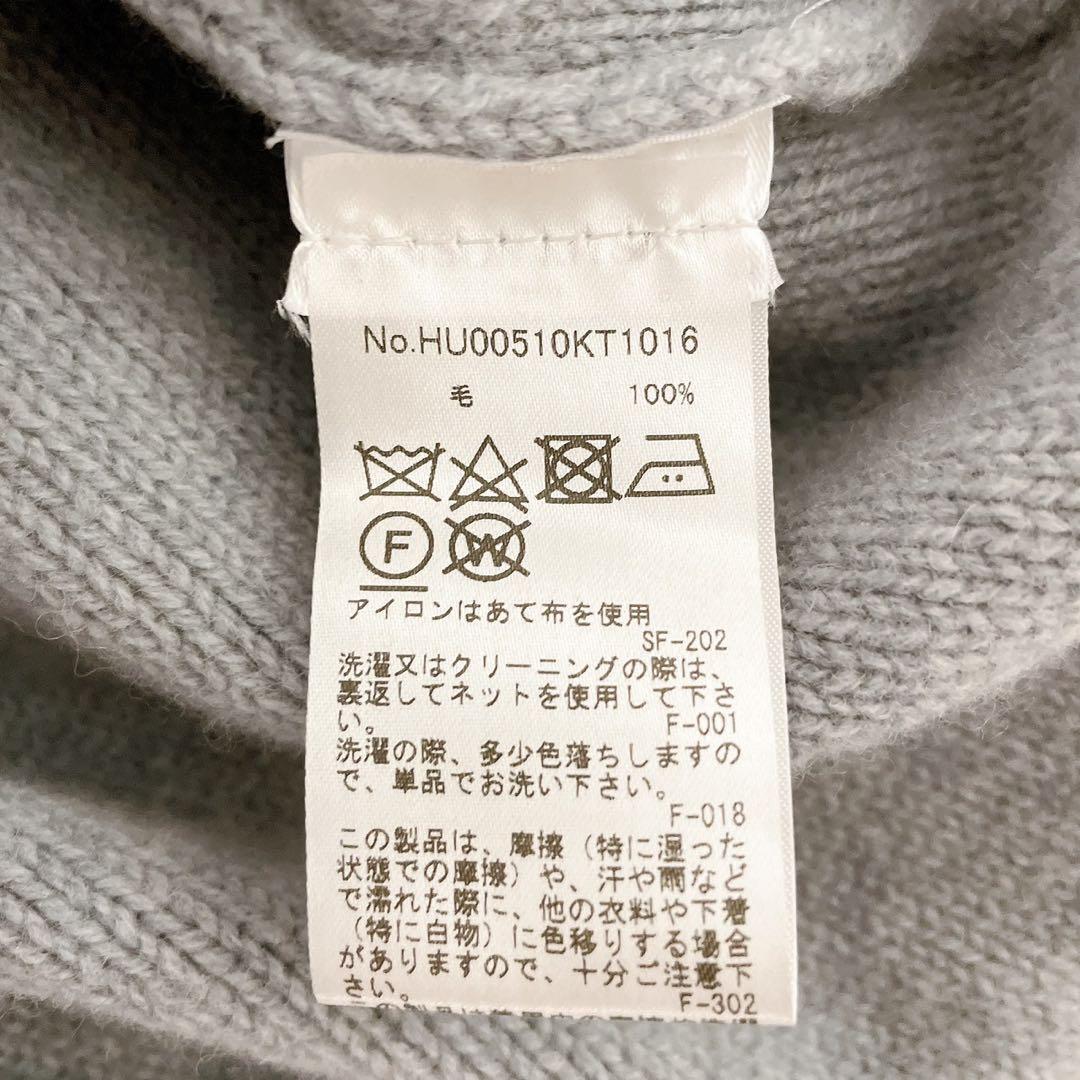 No.HU00510KT1016
毛 100%
F W
アイロンはあて布を使用
SF-202
洗濯又はクリーニングの際は、
裏返してネットを使用して下さ
い。 F-001
洗濯の際、多少色落ちしますの
で、単品でお洗い下さい。
F-018
この製品は、摩擦（特に湿った
状態での摩擦）や、汗や雨など
で濡れた際に、他の衣料や下着
（特に白物）に色移りする場合
がありますので、十分ご注意下
さい。 F-302